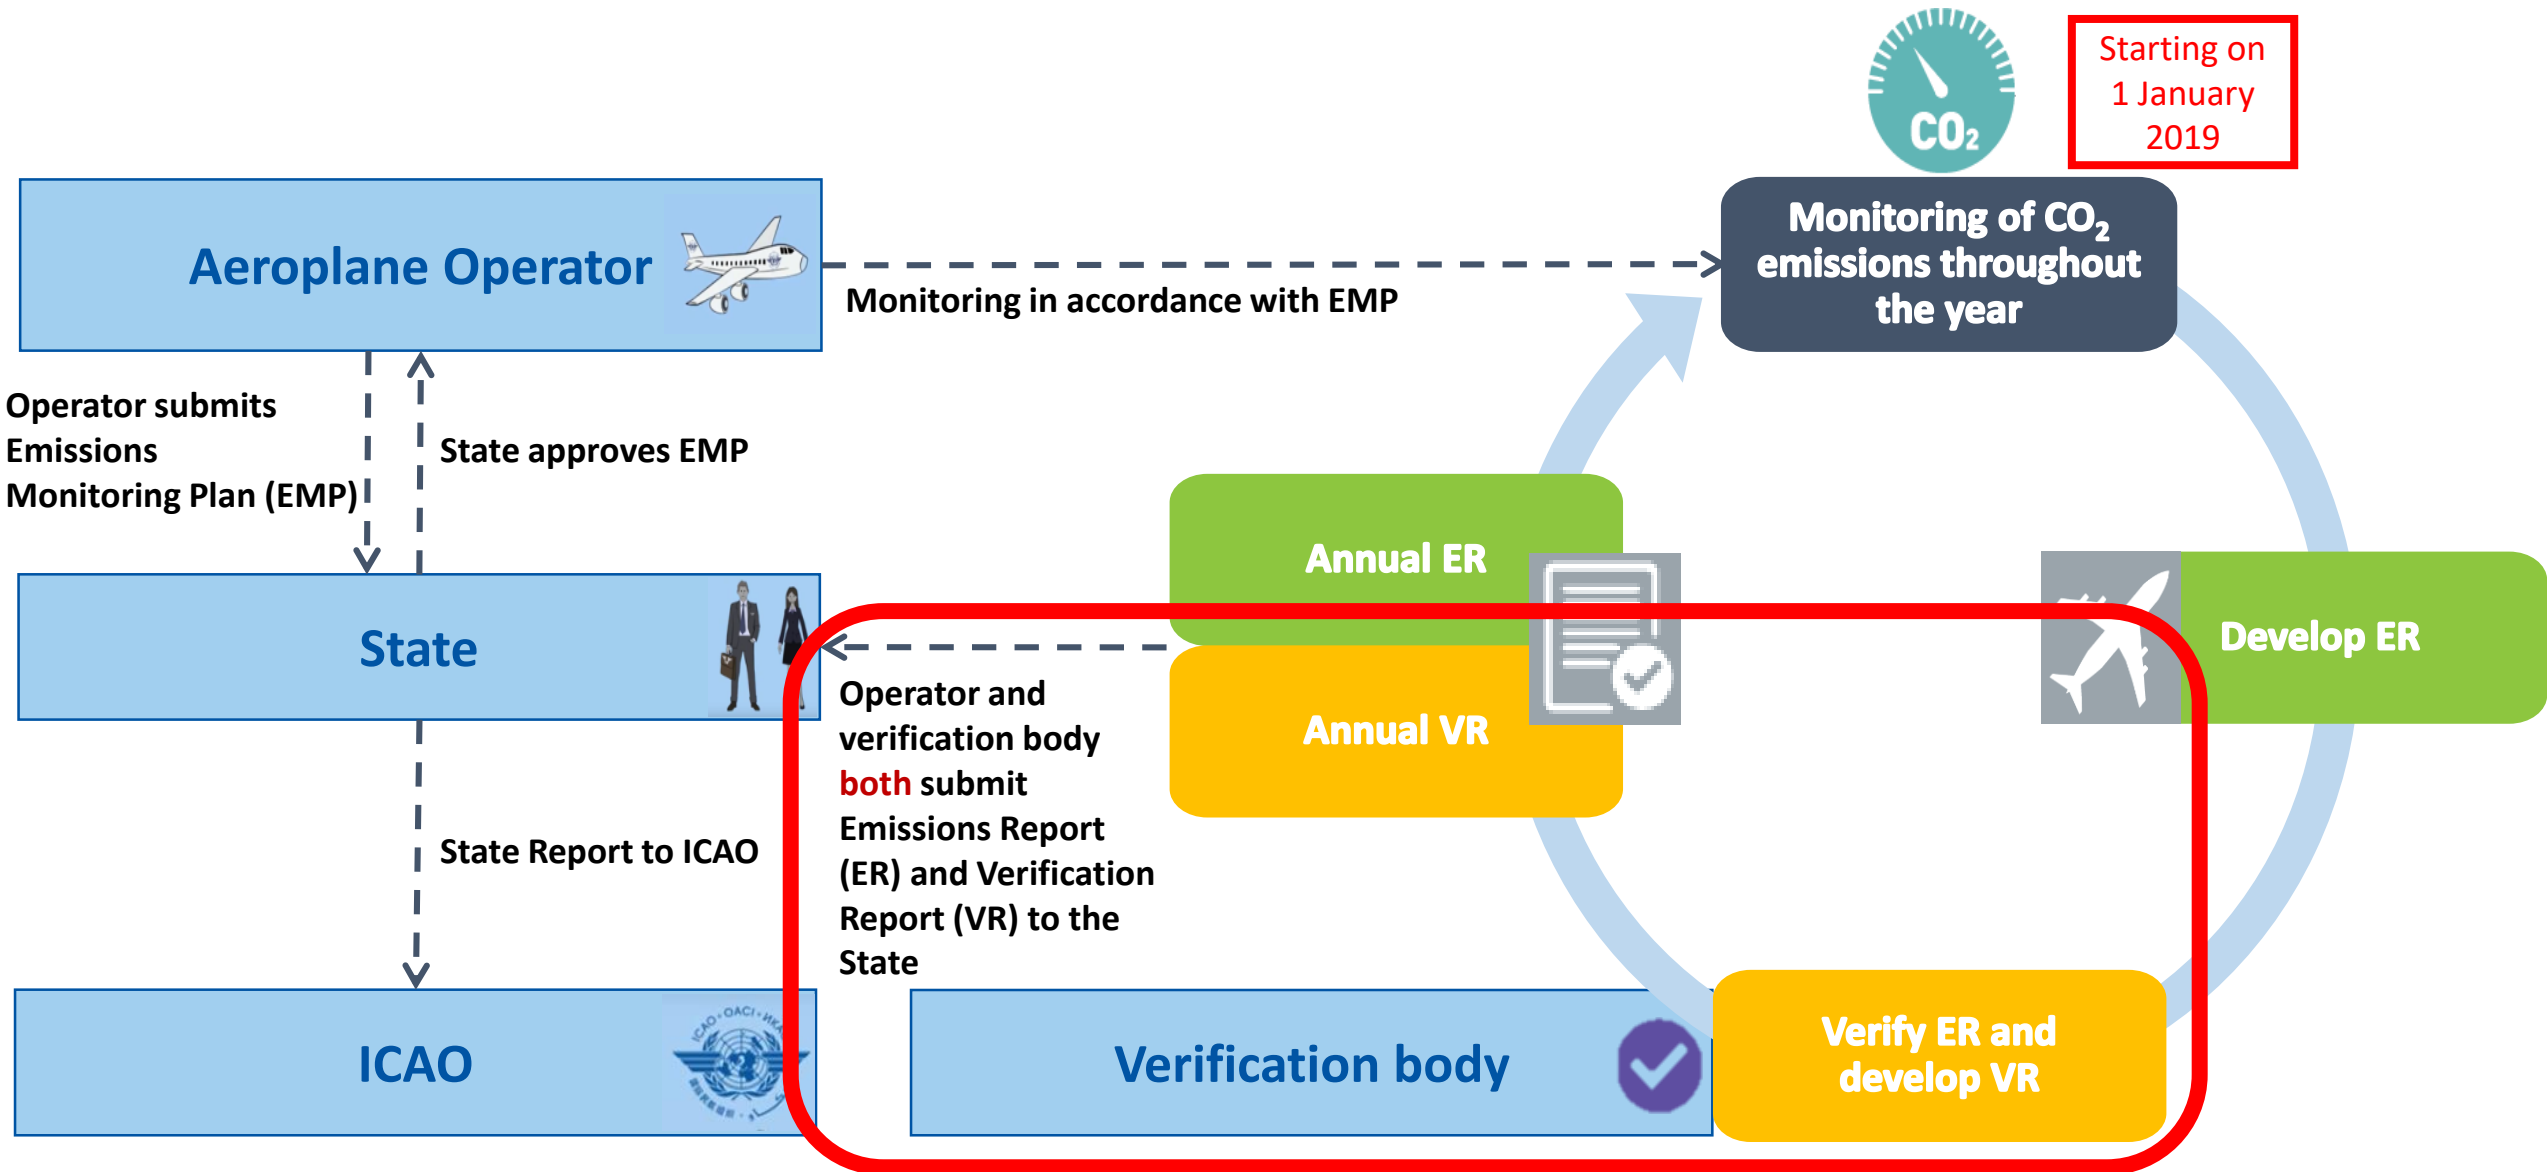 CO₂
Starting on
1 January
2019
Aeroplane Operator
Monitoring of CO₂
emissions throughout
the year
Monitoring in accordance with EMP
Operator submits
Emissions
Monitoring Plan (EMP)
State approves EMP
Annual ER
Develop ER
State
Annual VR
Operator and
verification body
both submit
Emissions Report
(ER) and Verification
Report (VR) to the
State
State Report to ICAO
ICAO
ICAO · OACI · ИКАО
Verification body
Verify ER and
develop VR